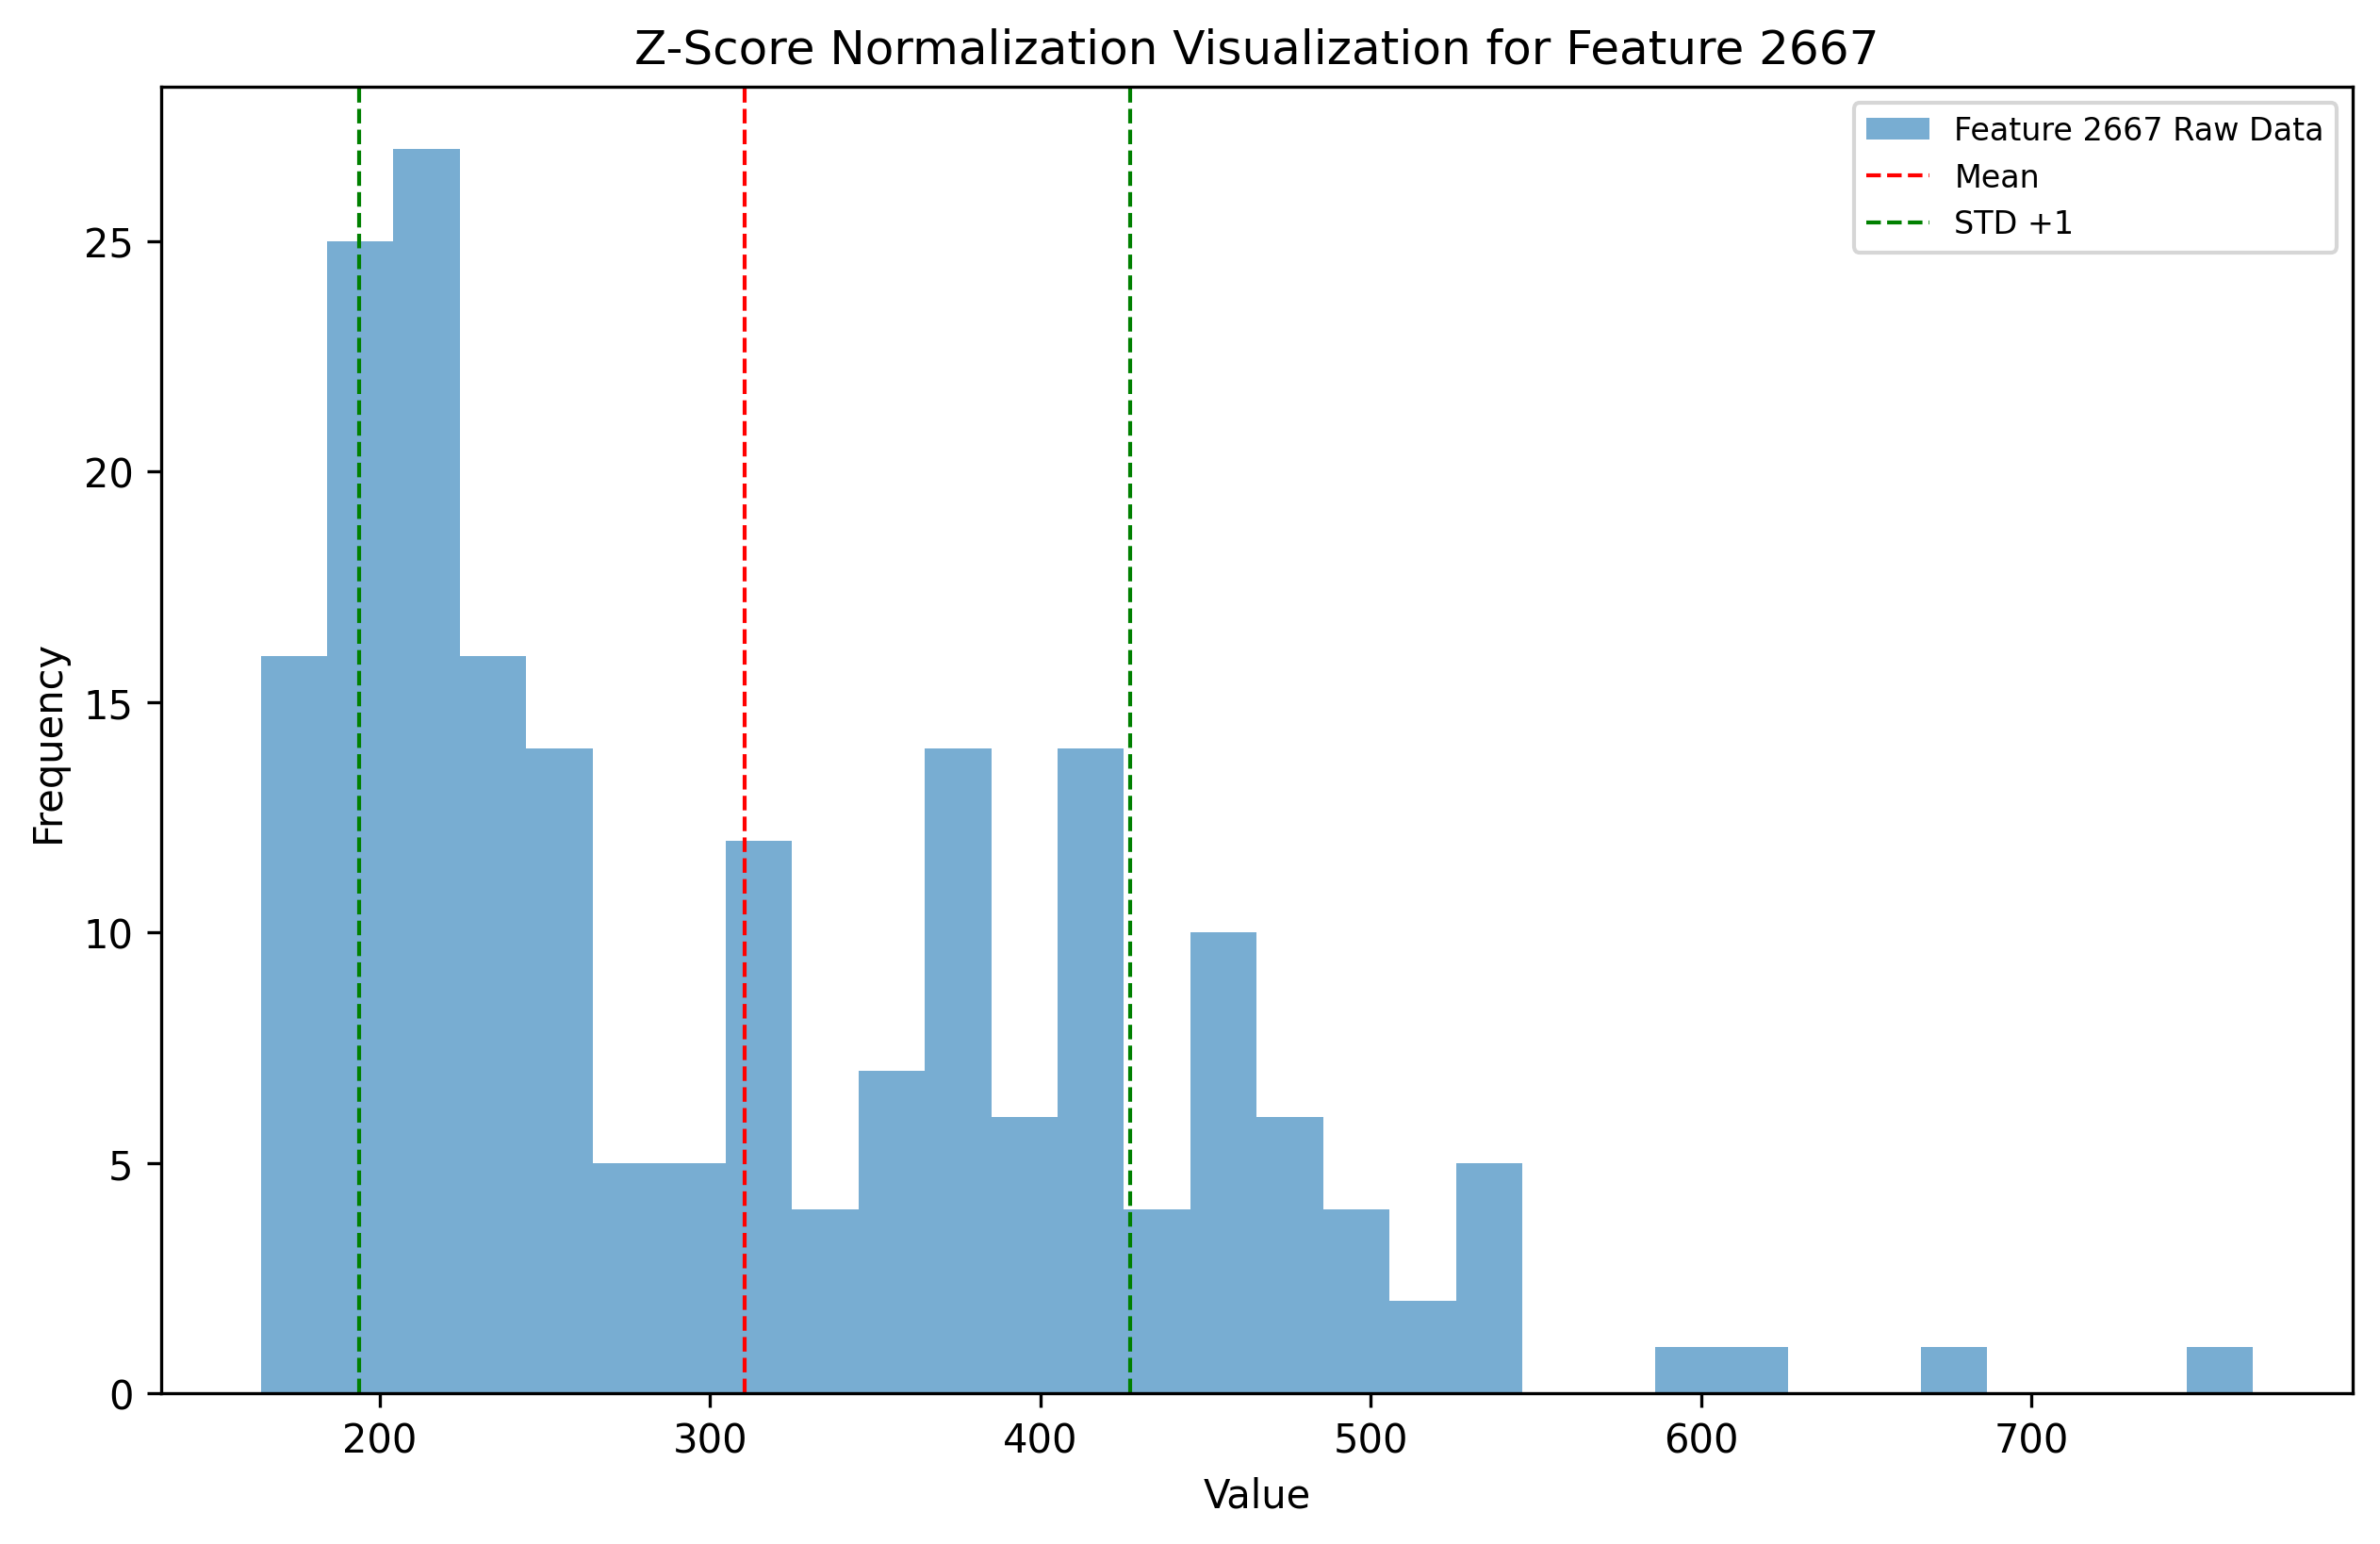 Z-Score Normalization Visualization for Feature 2667
Feature 2667 Raw Data
Mean
STD +1
Frequency
25
20
15
10
5
0
200 300 400 500 600 700
Value